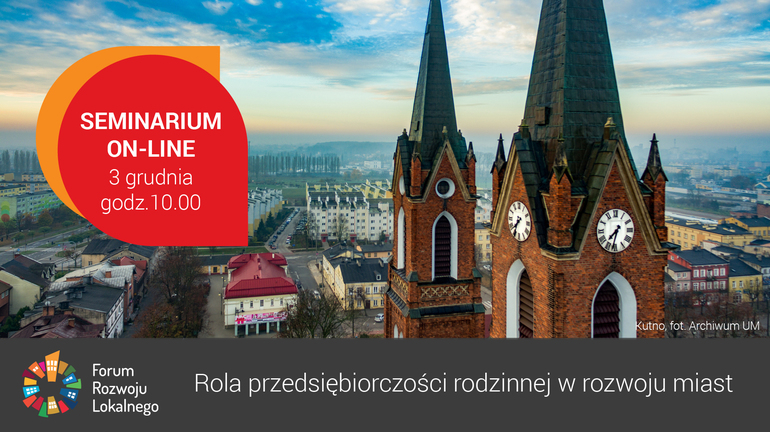 SEMINARIUM
ON-LINE
3 grudnia
godz.10.00
Kutno, fot. Archiwum UM
Forum
Rozwoju
Lokalnego
Rola przedsiębiorczości rodzinnej w rozwoju miast